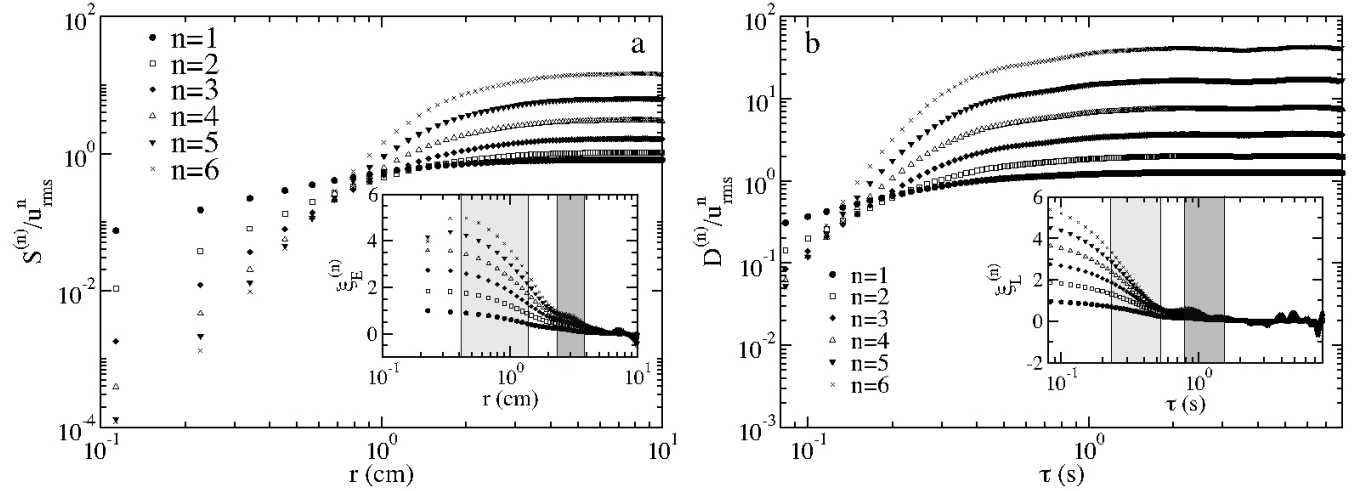 a
S^(n)/u^n_rms
10^1
10^0
10^-2
10^-4
n=1
n=2
n=3
n=4
n=5
n=6
10^-1
10^0
10^1
r (cm)
ξ_E^(n)
6
4
2
0
10^-1
10^0
10^1
r (cm)
b
D^(n)/u^n_rms
10^2
10^1
10^0
10^-1
10^-2
10^-3
n=1
n=2
n=3
n=4
n=5
n=6
10^-1
10^0
τ (s)
ξ_L^(n)
6
4
2
0
-2
10^-1
10^0
τ (s)